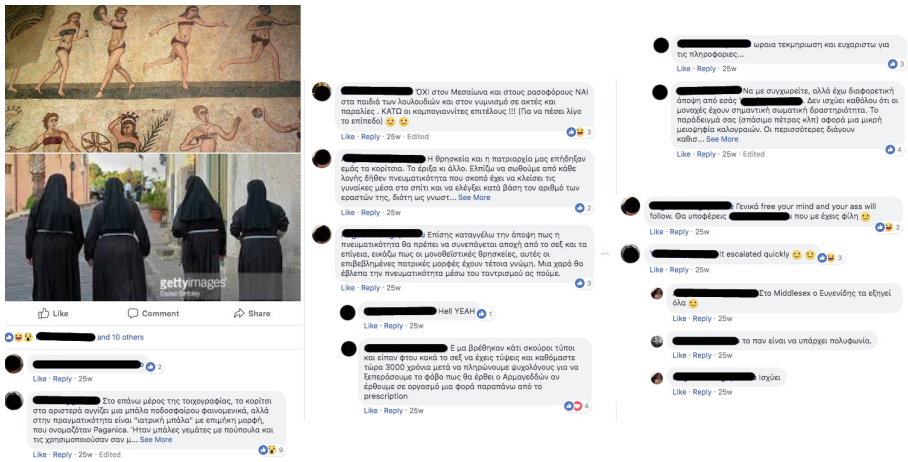 gettyimages
Dallas Stribley
Like
Comment
Share
and 10 others
2
Like · Reply · 25w
Στο επάνω μέρος της τοιχογραφίας, το κορίτσι
στα αριστερά αγγίζει μια μπάλα ποδοσφαίρου φαινομενικά, αλλά
στην πραγματικότητα είναι "ιατρική μπάλα" με επιμήκη μορφή,
που ονομαζόταν Paganica. Ήταν μπάλες γεμάτες με πούπουλα και
τις χρησιμοποιούσαν σαν μ... See More
9
Like · Reply · 25w · Edited
ΌΧΙ στον Μεσαίωνα και στους ρασοφόρους ΝΑΙ
στα παιδιά των λουλουδιών και στον γυμνισμό σε ακτές και
παραλίες . ΚΑΤΩ οι κομπογιαννίτες επιτέλους !!! (Για να πέσει λίγο
το επίπεδο)
Like · Reply · 25w · Edited
3
Η θρησκεία και η πατριαρχία μας επήδηξαν
εμάς τα κορίτσια. Το έριξα κι άλλο. Ελπίζω να σωθούμε από κάθε
λογής δήθεν πνευματικότητα που σκοπό έχει να κλείσει τις
γυναίκες μέσα στο σπίτι και να ελέγξει κατά βάση τον αριθμό των
εραστών της, διότι ως γνωστ... See More
2
Like · Reply · 25w
Επίσης καταγγέλω την άποψη πως η
πνευματικότητα θα πρέπει να συνεπάγεται αποχή από το σεξ και τα
επίγεια, εικάζω πως οι μονοθεϊστικές θρησκείες, αυτές οι
επιβεβλημένες πατρικές μορφές έχουν τέτοια γνώμη. Μια χαρά θα
έβλεπα την πνευματικότητα μέσω του ταντρισμού ας πούμε.
3
Like · Reply · 25w
Hell YEAH
1
Like · Reply · 25w
Ε μα βρέθηκαν κάτι σκούροι τύποι
και είπαν φτου κακά το σεξ να έχεις τύψεις και καθόμαστε
τώρα 3000 χρόνια μετά να πληρώνουμε ψυχολόγους για να
ξεπεράσουμε το φόβο πως θα έρθει ο Αρμαγεδδών αν
έρθουμε σε οργασμό μια φορά παραπάνω από το
prescription
4
Like · Reply · 25w
ωραια τεκμηριωση και ευχαριστω για
τις πληροφοριες...
3
Like · Reply · 25w
Να με συγχωρείτε, αλλά έχω διαφορετική
άποψη από εσάς. Δεν ισχύει καθόλου ότι οι
μοναχές έχουν σημαντική σωματική δραστηριότητα. Το
παράδειγμά σας (σπάσιμο πέτρας κλπ) αφορά μια μικρή
μειοψηφία καλογραιών. Οι περισσότερες διάγουν
καθισ... See More
4
Like · Reply · 25w · Edited
Γενικά free your mind and your ass will
follow. Θα υποφέρεις που με έχεις φίλη
2
Like · Reply · 25w
...
It escalated quickly
3
Like · Reply · 25w
Στο Middlesex ο Ευγενίδης τα εξηγεί
όλα
Like · Reply · 25w
το παν είναι να υπάρχει πολυφωνία.
Like · Reply · 25w
Ισχύει
Like · Reply · 25w